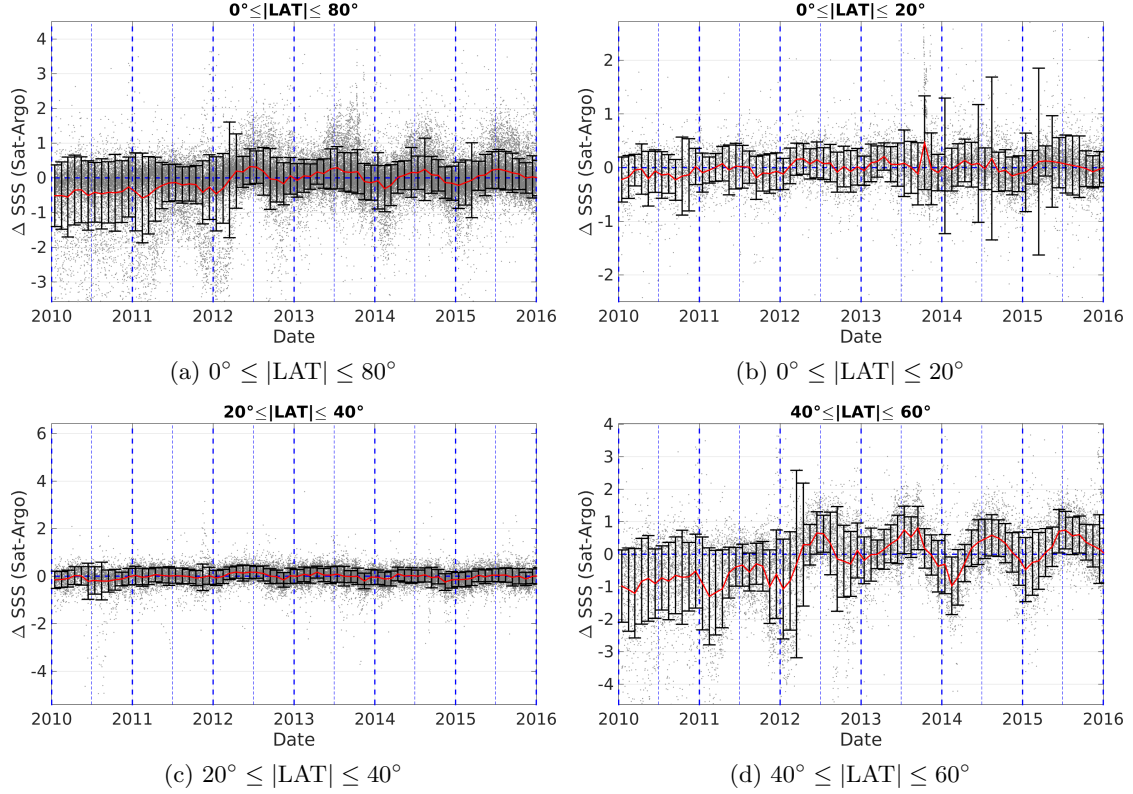 0°≤|LAT|≤ 80°
4
3
2
1
0
-1
-2
-3
Δ SSS (Sat-Argo)
2010 2011 2012 2013 2014 2015 2016
Date
(a) 0° ≤ |LAT| ≤ 80°
0°≤|LAT|≤ 20°
2
1
0
-1
-2
Δ SSS (Sat-Argo)
2010 2011 2012 2013 2014 2015 2016
Date
(b) 0° ≤ |LAT| ≤ 20°
20°≤|LAT|≤ 40°
6
4
2
0
-2
-4
Δ SSS (Sat-Argo)
2010 2011 2012 2013 2014 2015 2016
Date
(c) 20° ≤ |LAT| ≤ 40°
40°≤|LAT|≤ 60°
4
3
2
1
0
-1
-2
-3
-4
Δ SSS (Sat-Argo)
2010 2011 2012 2013 2014 2015 2016
Date
(d) 40° ≤ |LAT| ≤ 60°